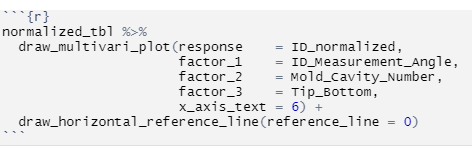 ```{r}
normalized_tbl %>%
  draw_multivari_plot(response    = ID_normalized,
                      factor_1    = ID_Measurement_Angle,
                      factor_2    = Mold_Cavity_Number,
                      factor_3    = Tip_Bottom,
                      x_axis_text = 6) +
  draw_horizontal_reference_line(reference_line = 0)
```